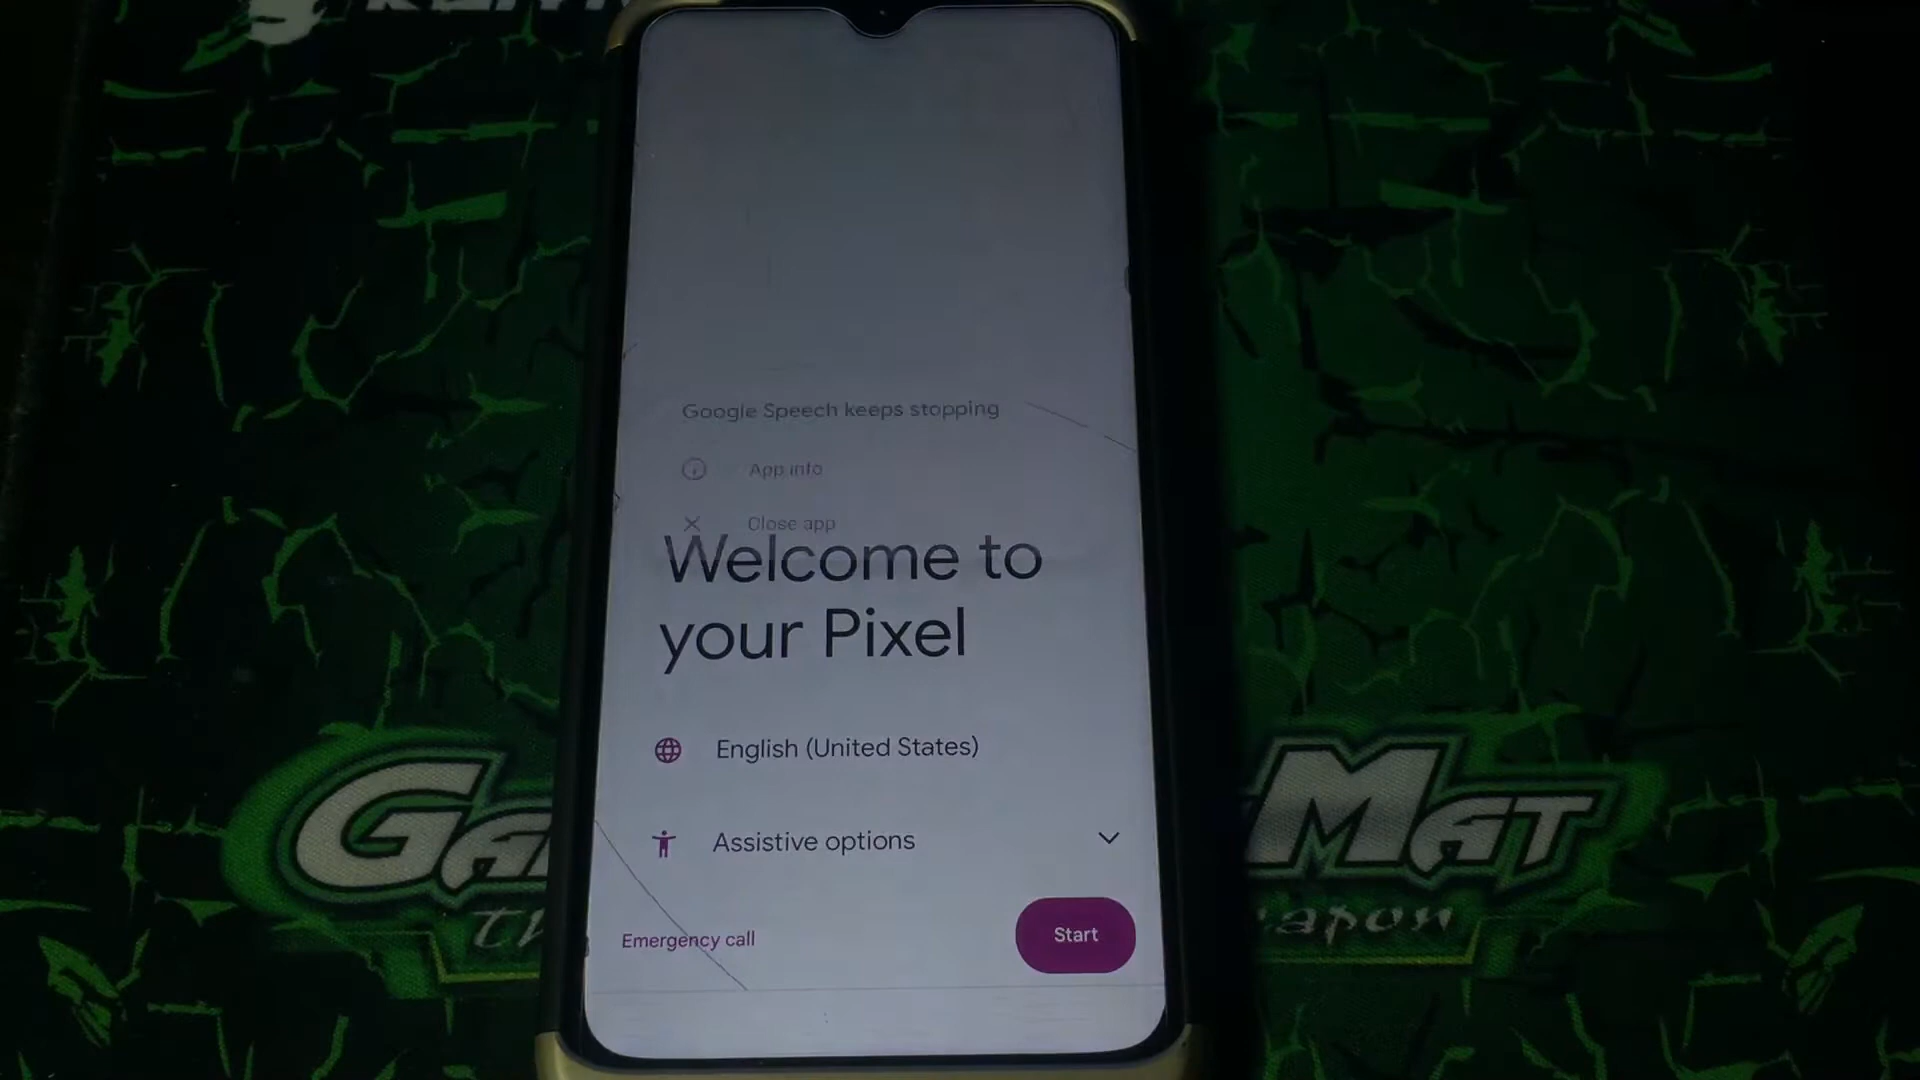 Google Speech keeps stopping
App info
Close app
Welcome to
your Pixel
English (United States)
Assistive options
Emergency call
Start
MAT